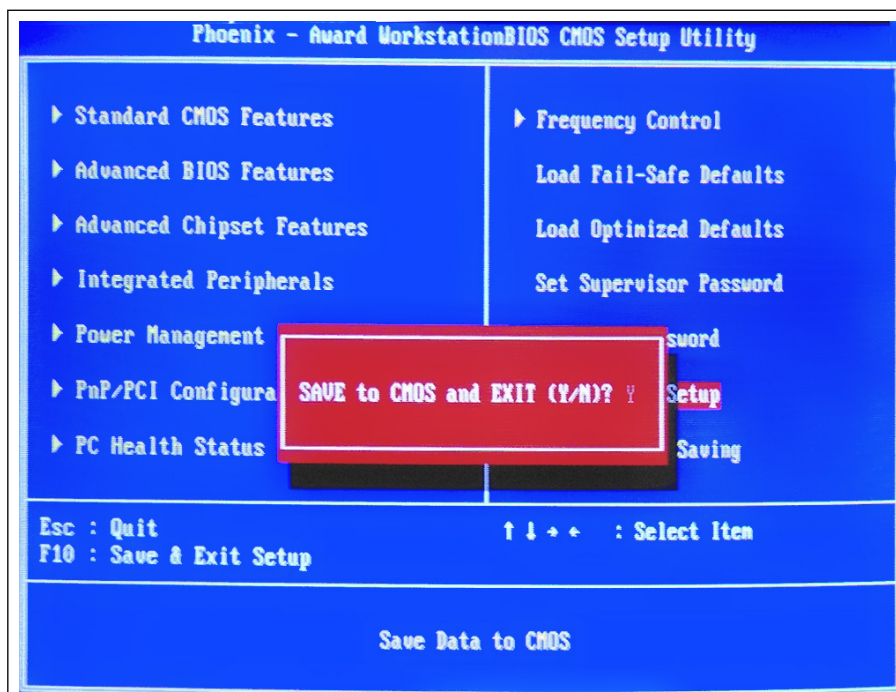 Phoenix - Award WorkstationBIOS CMOS Setup Utility
Standard CMOS Features
Advanced BIOS Features
Advanced Chipset Features
Integrated Peripherals
Power Management
PnP/PCI Configura
PC Health Status
Frequency Control
Load Fail-Safe Defaults
Load Optimized Defaults
Set Supervisor Password
sword
Setup
Saving
SAVE to CMOS and EXIT (Y/N)? Y
Esc : Quit
F10 : Save & Exit Setup
↑ ↓ → ← : Select Item
Save Data to CMOS